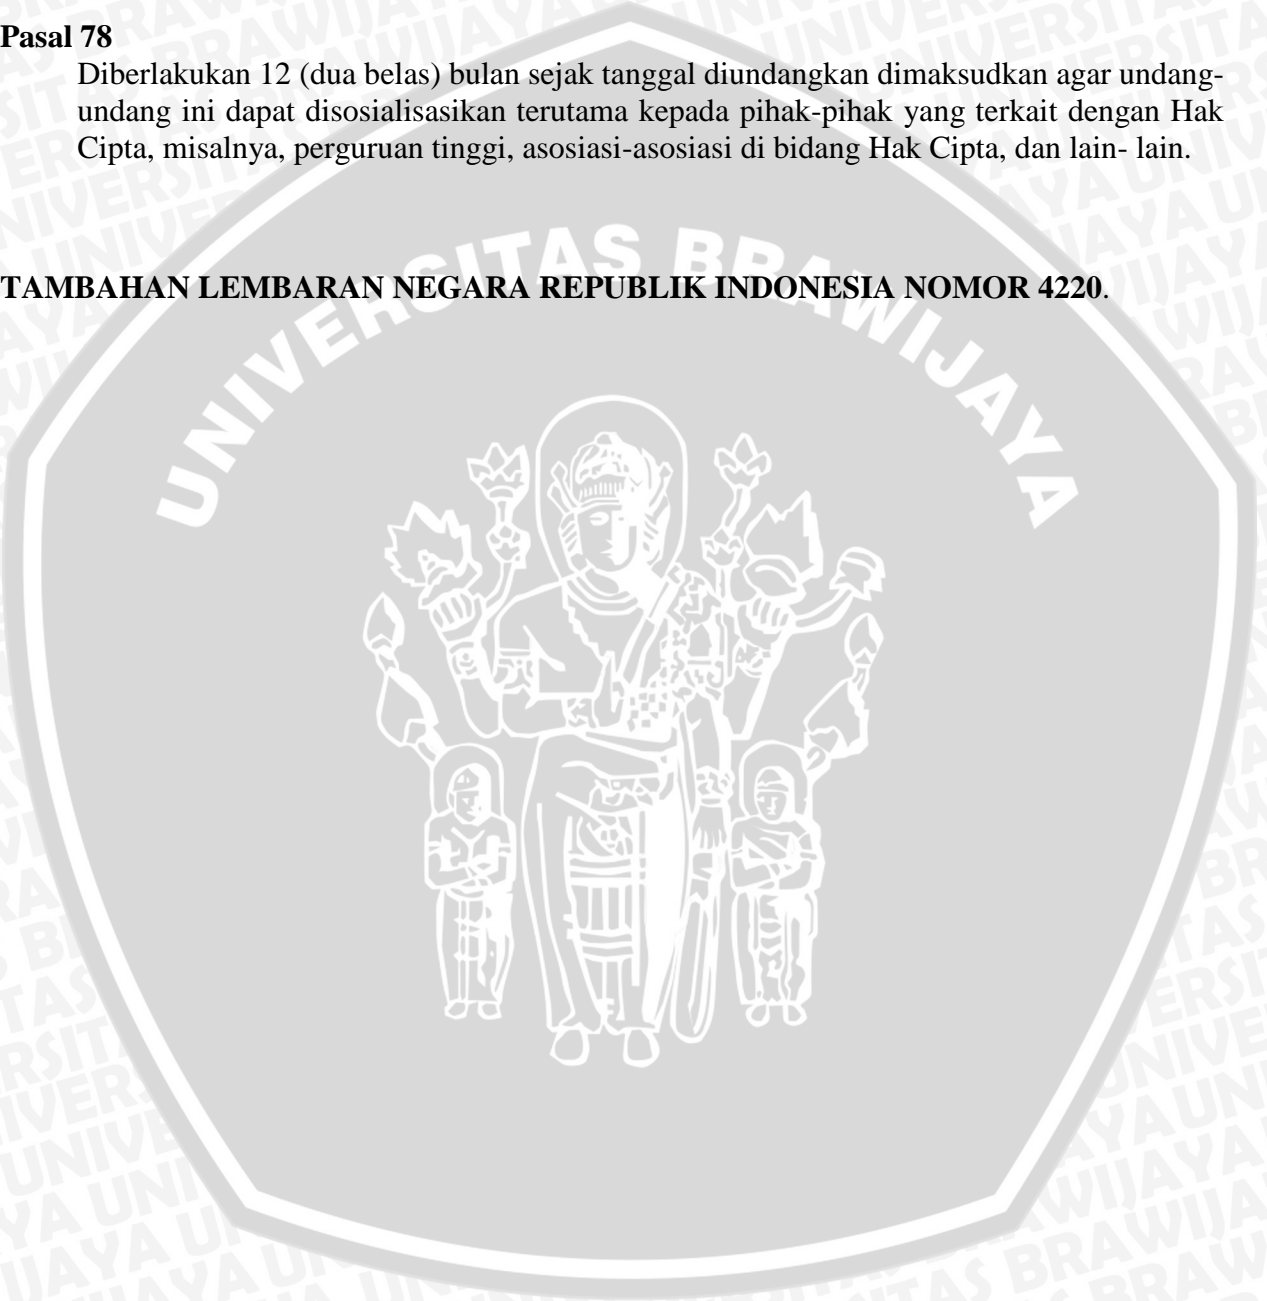 Pasal 78
Diberlakukan 12 (dua belas) bulan sejak tanggal diundangkan dimaksudkan agar undang-
undang ini dapat disosialisasikan terutama kepada pihak-pihak yang terkait dengan Hak
Cipta, misalnya, perguruan tinggi, asosiasi-asosiasi di bidang Hak Cipta, dan lain- lain.
TAMBAHAN LEMBARAN NEGARA REPUBLIK INDONESIA NOMOR 4220.
UNIVERSITAS BRAWIJAYA